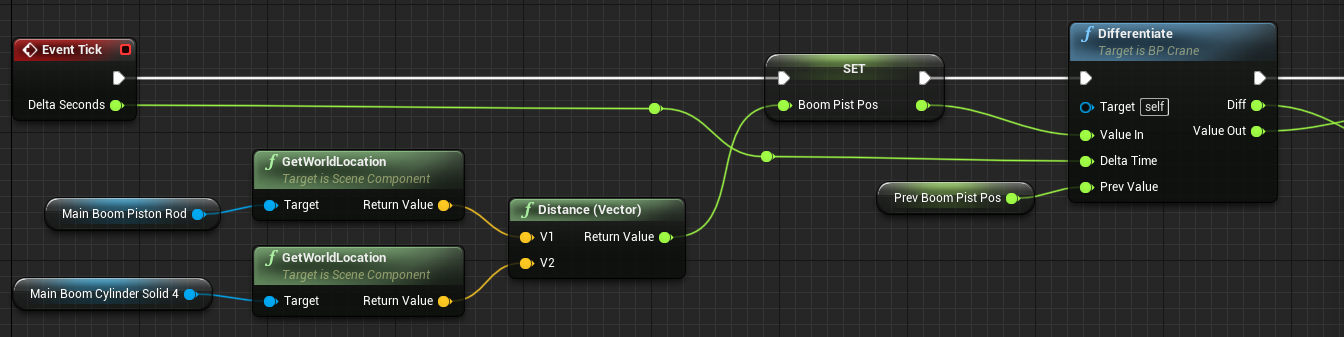 Event Tick
Delta Seconds
GetWorldLocation
Target is Scene Component
Target
Return Value
Main Boom Piston Rod
GetWorldLocation
Target is Scene Component
Target
Return Value
Main Boom Cylinder Solid 4
Distance (Vector)
V1
Return Value
V2
SET
Boom Pist Pos
Prev Boom Pist Pos
Differentiate
Target is BP Crane
Target self
Diff
Value In
Value Out
Delta Time
Prev Value